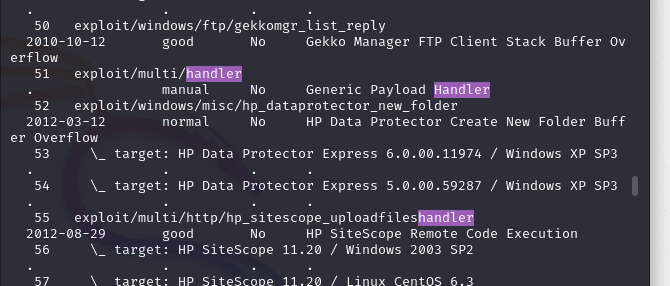 .                .          .      .
50   exploit/windows/ftp/gekkomgr_list_reply
2010-10-12       good       No     Gekko Manager FTP Client Stack Buffer Ov
erflow
51   exploit/multi/handler
.                manual     No     Generic Payload Handler
52   exploit/windows/misc/hp_dataprotector_new_folder
2012-03-12       normal     No     HP Data Protector Create New Folder Buff
er Overflow
53     \_ target: HP Data Protector Express 6.0.00.11974 / Windows XP SP3
.                .          .      .
54     \_ target: HP Data Protector Express 5.0.00.59287 / Windows XP SP3
.                .          .      .
55   exploit/multi/http/hp_sitescope_uploadfileshandler
2012-08-29       good       No     HP SiteScope Remote Code Execution
56     \_ target: HP SiteScope 11.20 / Windows 2003 SP2
.                .          .      .
57     \_ target: HP SiteScope 11.20 / Linux CentOS 6.3